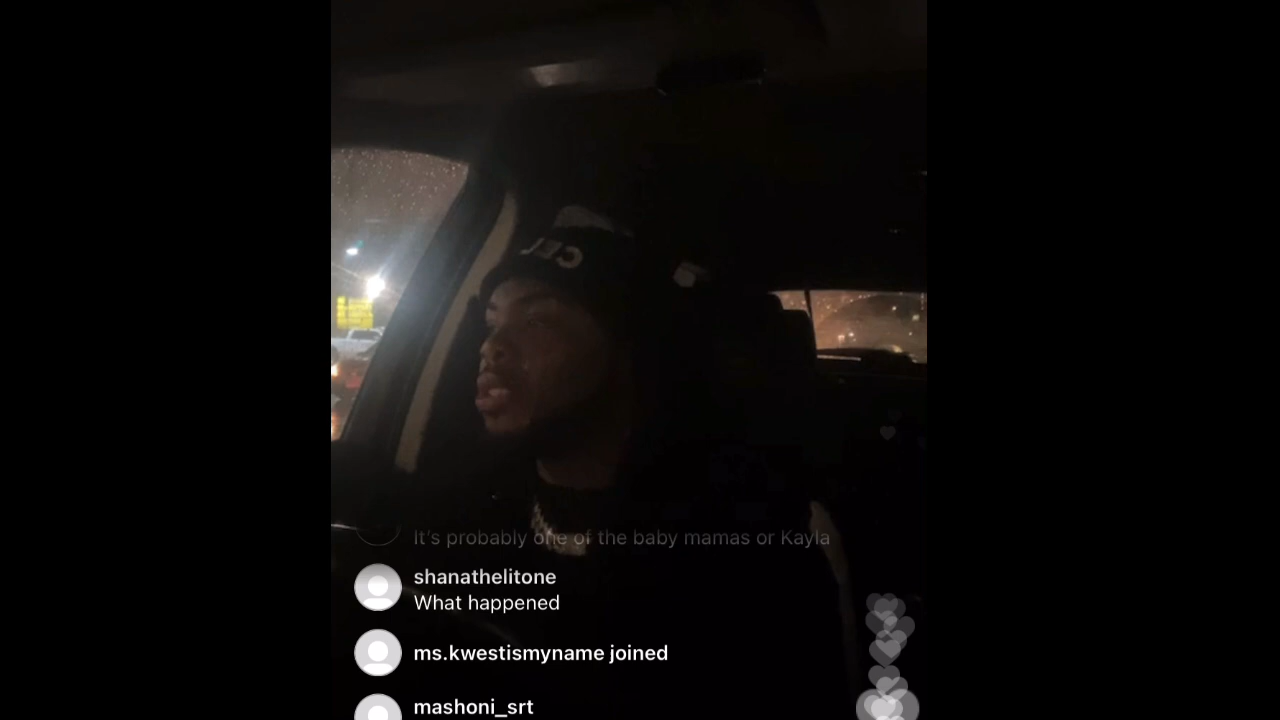 It's probably one of the baby mamas or Kayla
shanathelitone
What happened
ms.kwestismyname joined
mashoni_srt